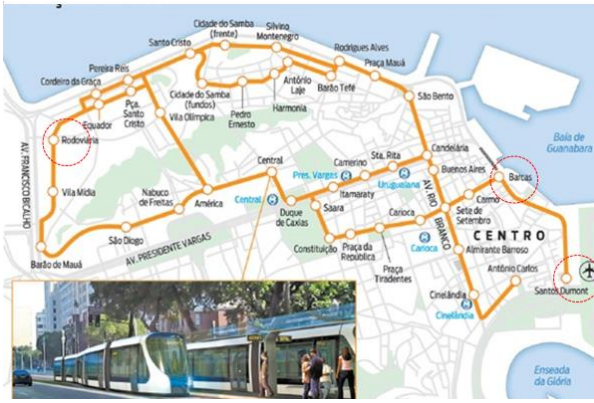 Cidade do Samba
(frente)
Silvino
Montenegro
Santo Cristo
Rodrigues Alves
Praça Mauá
Pereira Reis
Cordeiro da Graça
São Bento
Cidade do Samba
(fundos)
Pedro
Ernesto
Harmonia
Antônio
Laje
Barão Tefé
Equador
Pça.
Santo
Cristo
Vila Olímpica
Rodoviária
AV. FRANCISCO BICALHO
Vila Mídia
Barão de Mauá
São Diogo
Nabuco
de Freitas
América
AV. PRESIDENTE VARGAS
Central
Central
Duque
de Caxias
Pres. Vargas
Camerino
Sta. Rita
Itamaraty
Uruguaiana
Candelária
Buenos Aires
Barcas
Baía de
Guanabara
Saara
Constituição
Praça da
República
Praça
Tiradentes
Carioca
Carioca
AV. RIO
BRANCO
Sete de
Setembro
Carmo
CENTRO
Almirante Barroso
Antônio Carlos
Cinelândia
Cinelândia
Santos Dumont
Enseada
da Glória